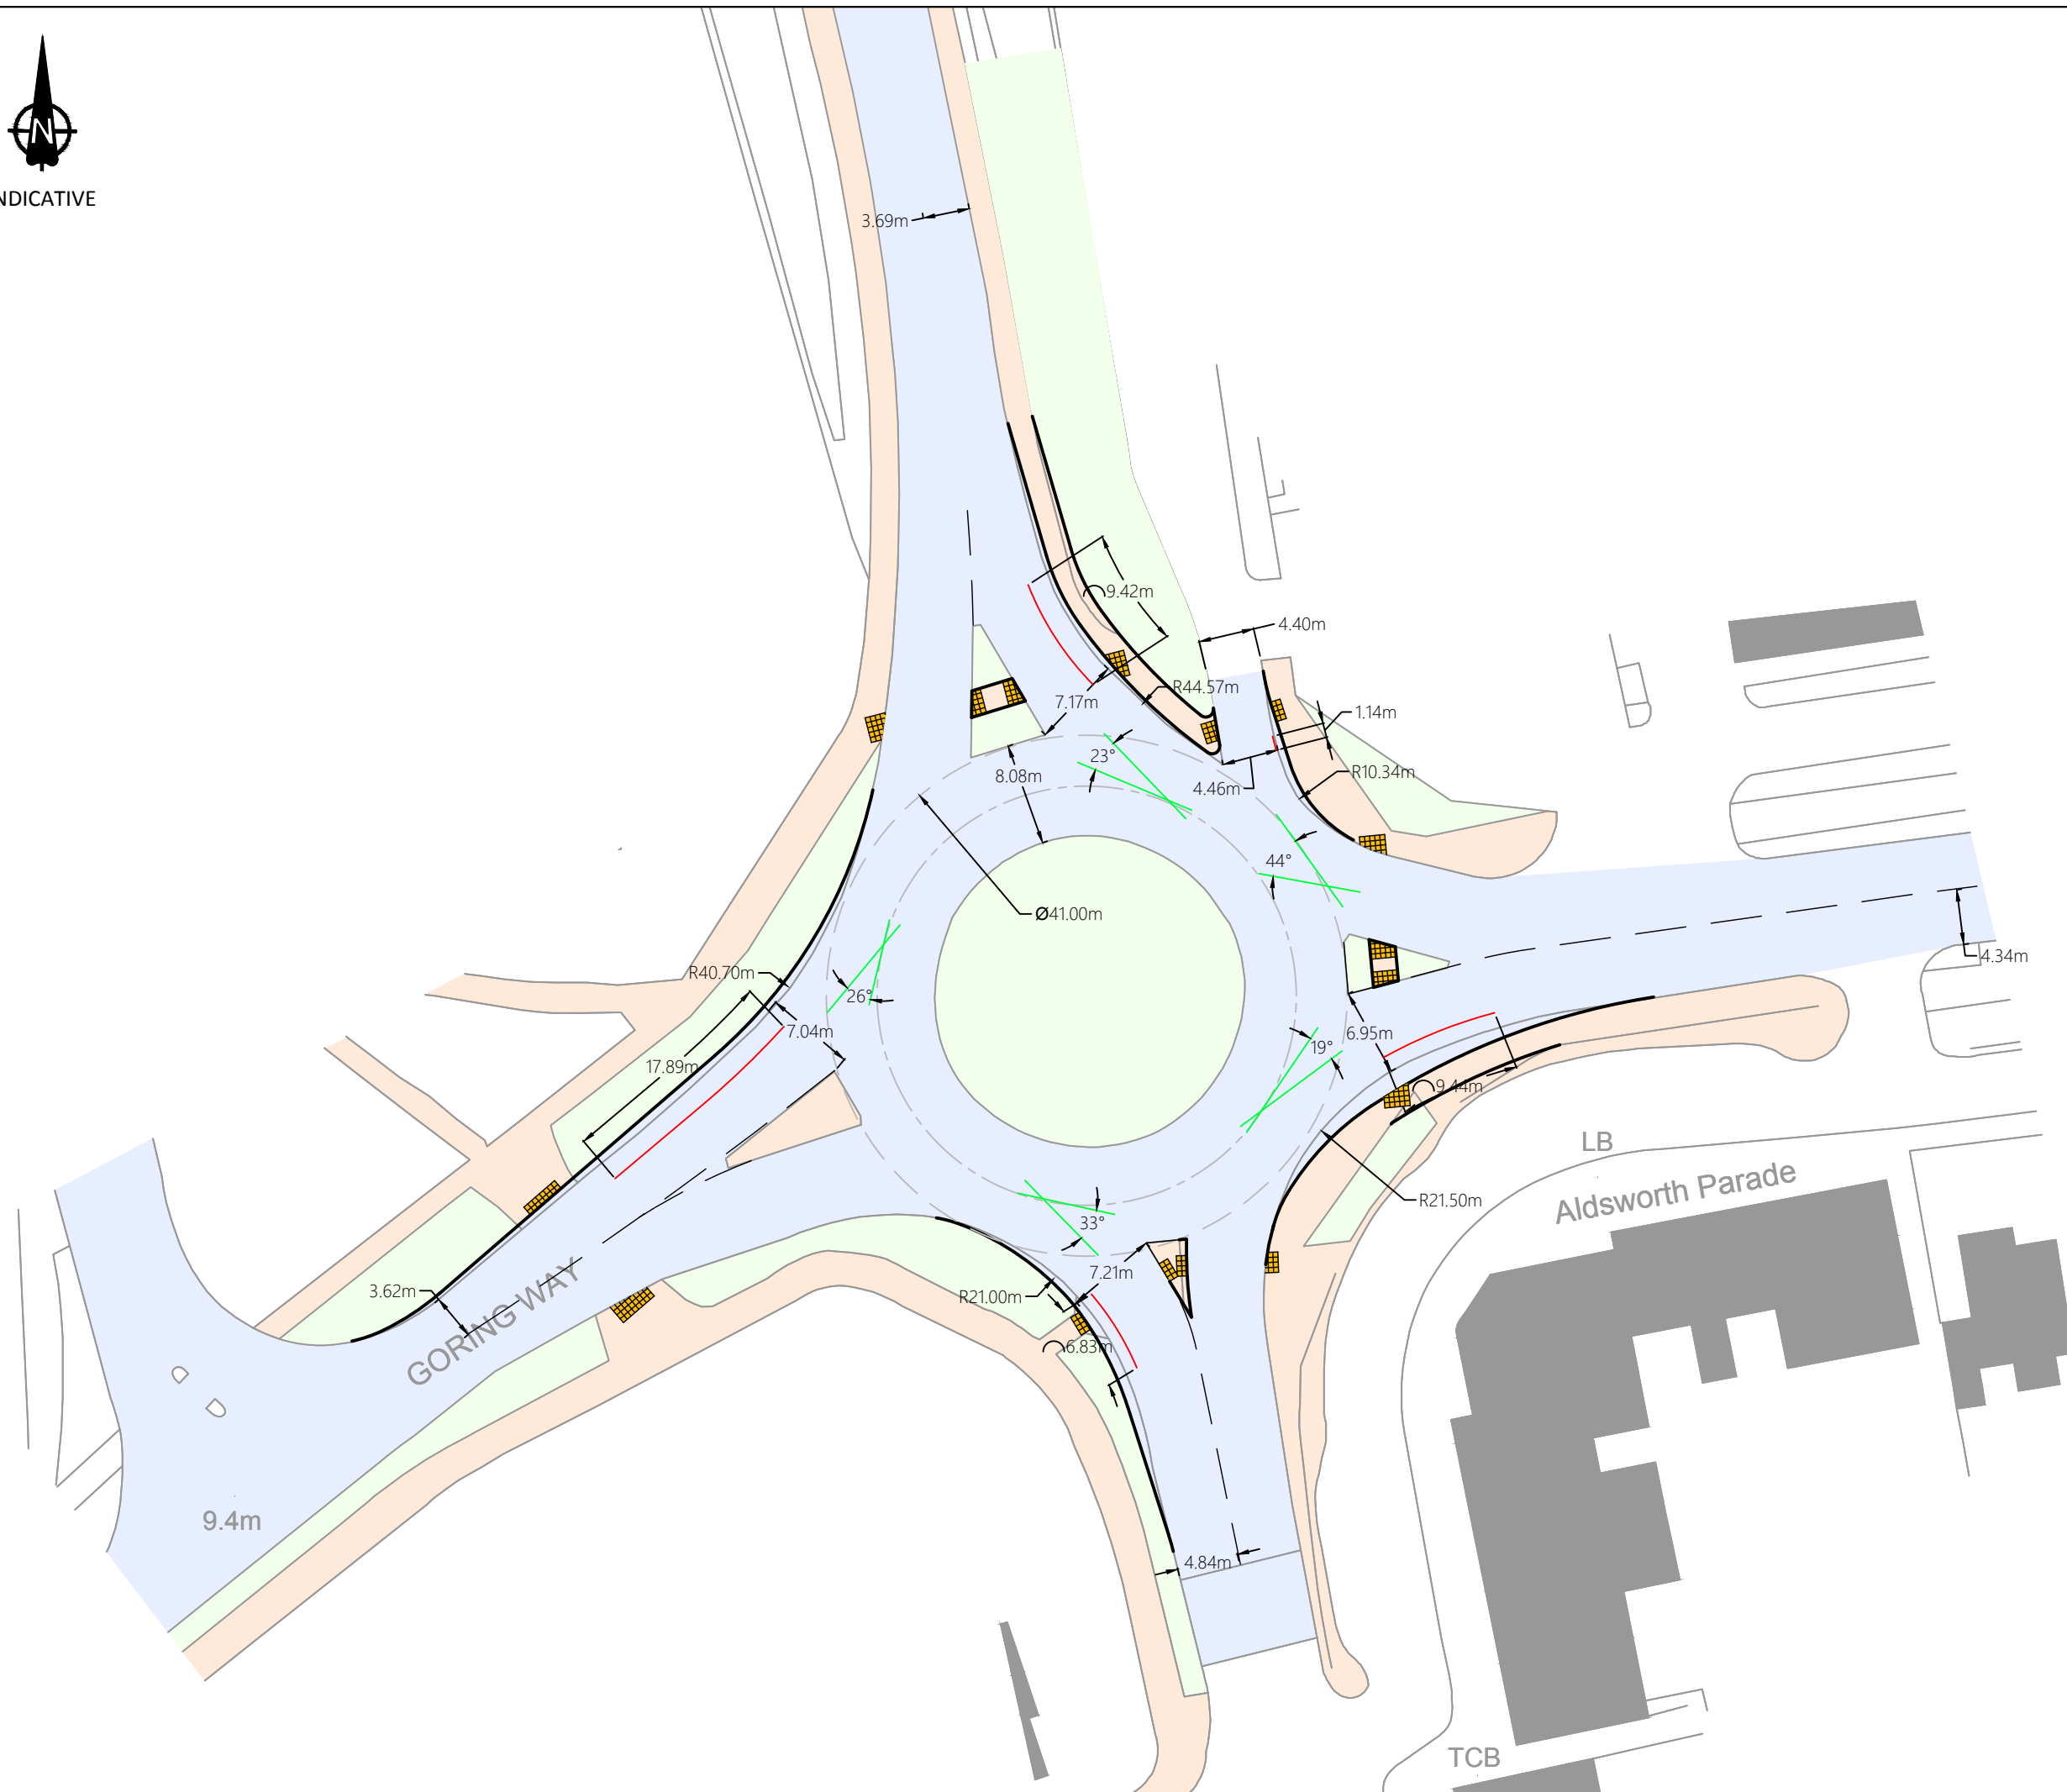 N
NDICATIVE
3.69m
9.42m
4.40m
R44.57m
7.17m
1.14m
23°
8.08m
R10.34m
4.46m
44°
Ø41.00m
4.34m
R40.70m
26°
7.04m
6.95m
19°
17.89m
9.44m
LB
Aldsworth Parade
R21.50m
33°
7.21m
3.62m
R21.00m
GORING WAY
6.83m
9.4m
4.84m
TCB